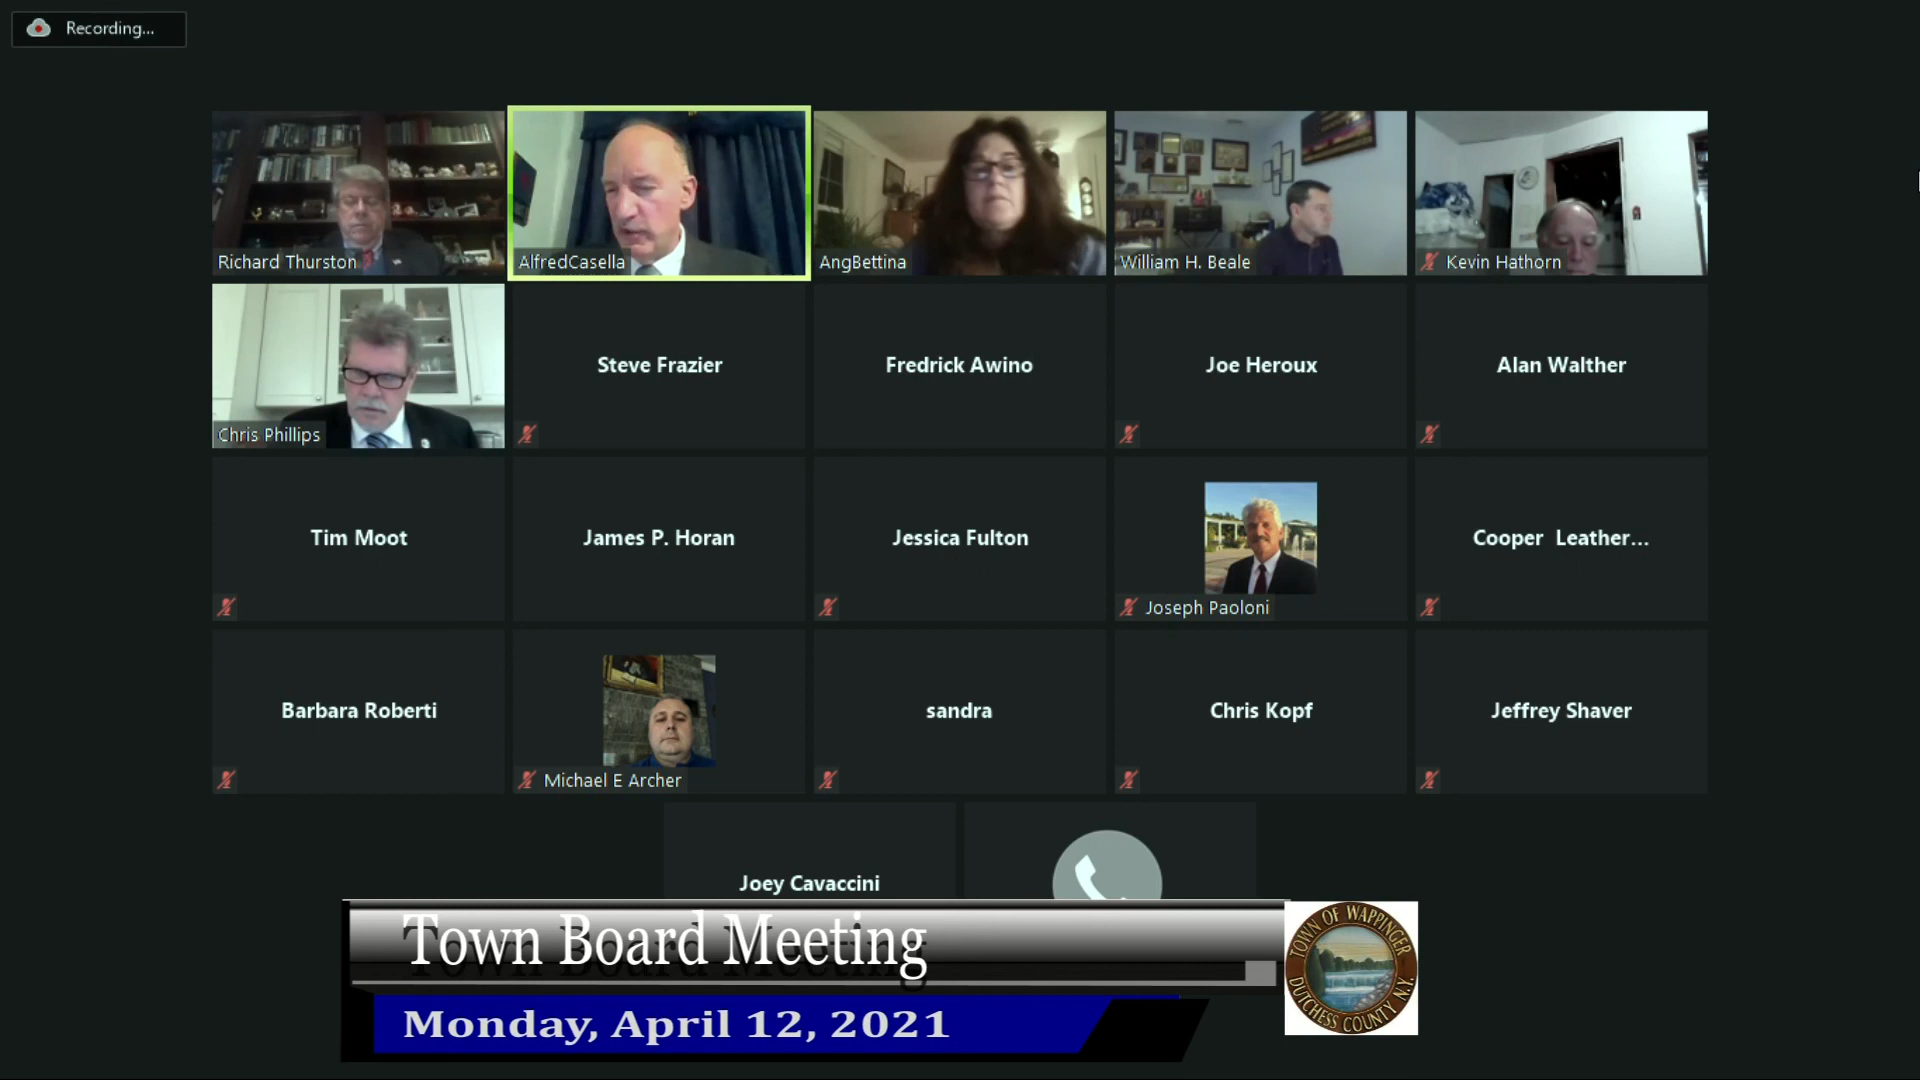 Recording...
Richard Thurston
AlfredCasella
AngBettina
William H. Beale
Kevin Hathorn
Chris Phillips
Steve Frazier
Fredrick Awino
Joe Heroux
Alan Walther
Tim Moot
James P. Horan
Jessica Fulton
Joseph Paoloni
Cooper Leather...
Barbara Roberti
Michael E Archer
sandra
Chris Kopf
Jeffrey Shaver
Joey Cavaccini
Town Board Meeting
Monday, April 12, 2021
TOWN OF WAPPINGER
DUTCHESS COUNTY N.Y.